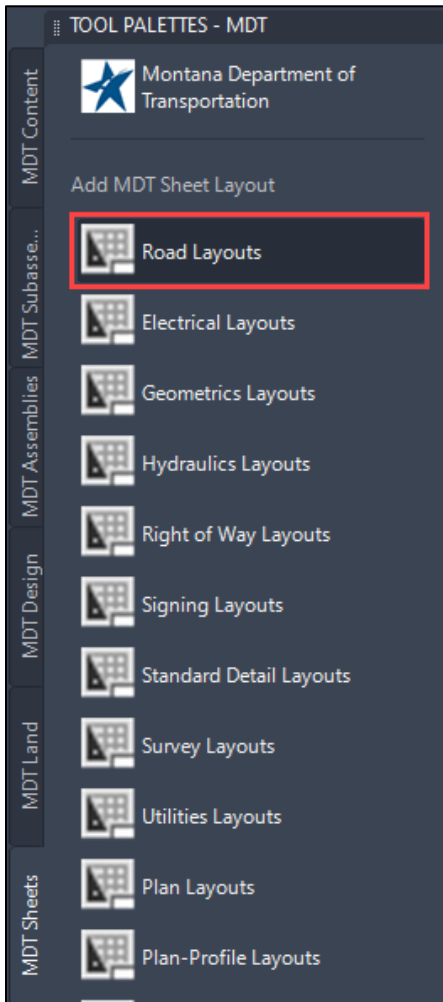 TOOL PALETTES - MDT
Montana Department of
Transportation
Add MDT Sheet Layout
Road Layouts
Electrical Layouts
Geometrics Layouts
Hydraulics Layouts
Right of Way Layouts
Signing Layouts
Standard Detail Layouts
Survey Layouts
Utilities Layouts
Plan Layouts
Plan-Profile Layouts
MDT Content
MDT Subasse...
MDT Assemblies
MDT Design
MDT Land
MDT Sheets